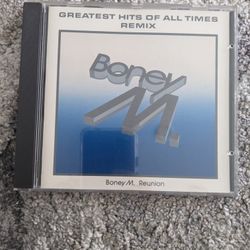 GREATEST HITS OF ALL TIMES
REMIX
Boney
M.
Boney M. Reunion